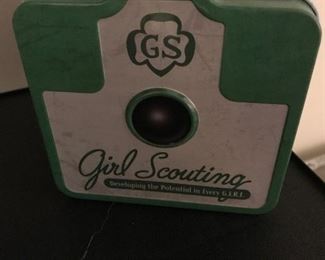 GS
Girl Scouting
Developing the Potential in Every G.I.R.L.